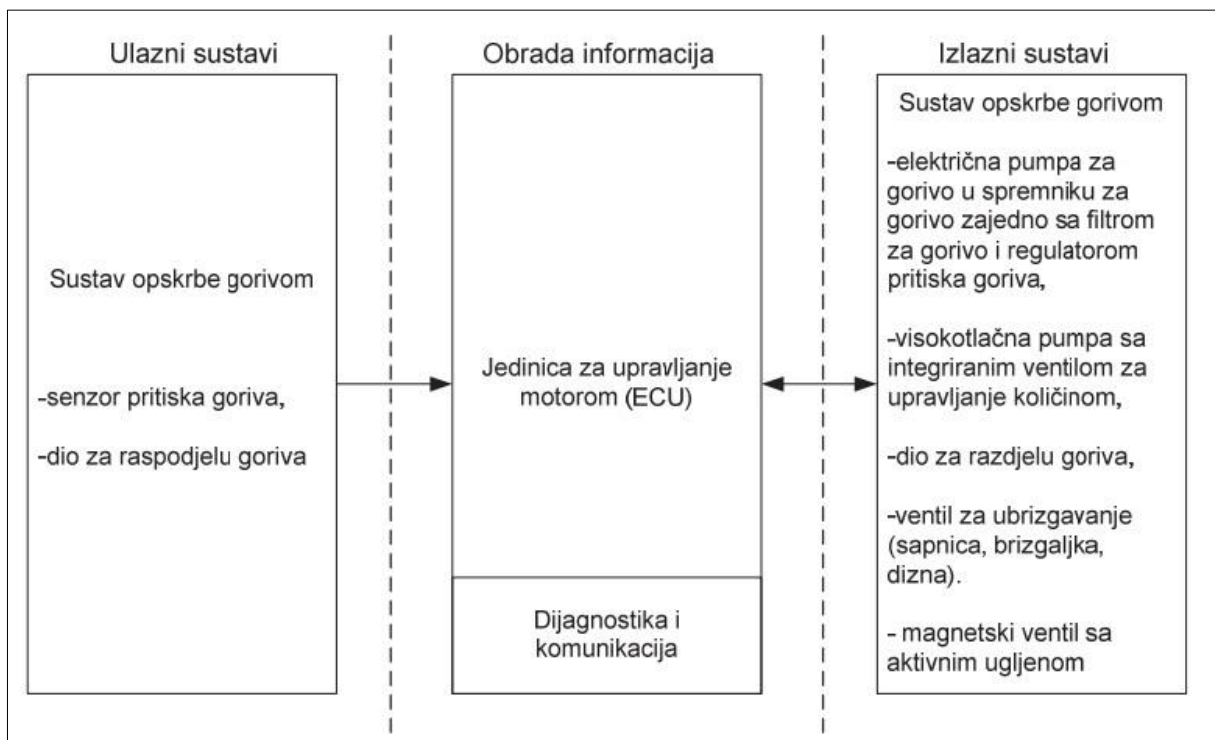 Ulazni sustavi
Sustav opskrbe gorivom
-senzor pritiska goriva,
-dio za raspodjelu goriva
Obrada informacija
Jedinica za upravljanje
motorom (ECU)
Dijagnostika i
komunikacija
Izlazni sustavi
Sustav opskrbe gorivom
-električna pumpa za
gorivo u spremniku za
gorivo zajedno sa filtrom
za gorivo i regulatorom
pritiska goriva,
-visokotlačna pumpa sa
integriranim ventilom za
upravljanje količinom,
-dio za razdjelu goriva,
-ventil za ubrizgavanje
(sapnica, brizgaljka,
dizna).
- magnetski ventil sa
aktivnim ugljenom